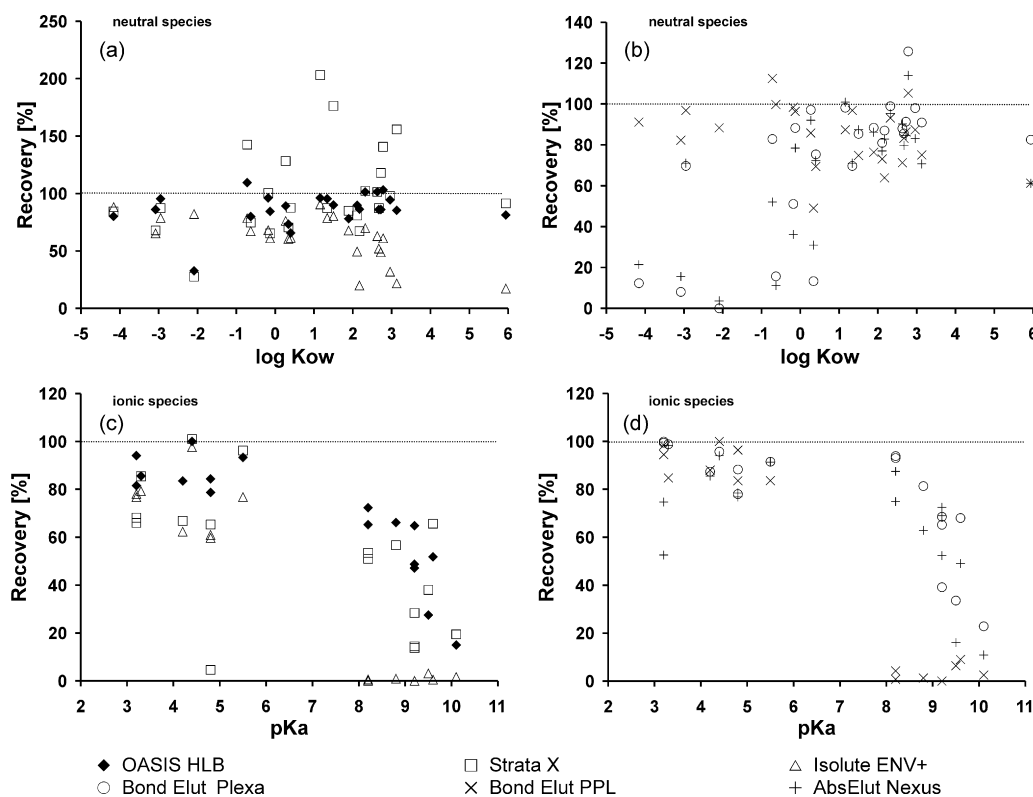 neutral species
(a)
250
200
150
100
50
0
Recovery [%]
-5 -4 -3 -2 -1 0 1 2 3 4 5 6
log Kow
neutral species
(b)
140
120
100
80
60
40
20
0
Recovery [%]
-5 -4 -3 -2 -1 0 1 2 3 4 5 6
log Kow
ionic species
(c)
120
100
80
60
40
20
0
Recovery [%]
2 3 4 5 6 7 8 9 10 11
pKa
ionic species
(d)
120
100
80
60
40
20
0
Recovery [%]
2 3 4 5 6 7 8 9 10 11
pKa
OASIS HLB
Strata X
Isolute ENV+
Bond Elut Plexa
Bond Elut PPL
AbsElut Nexus